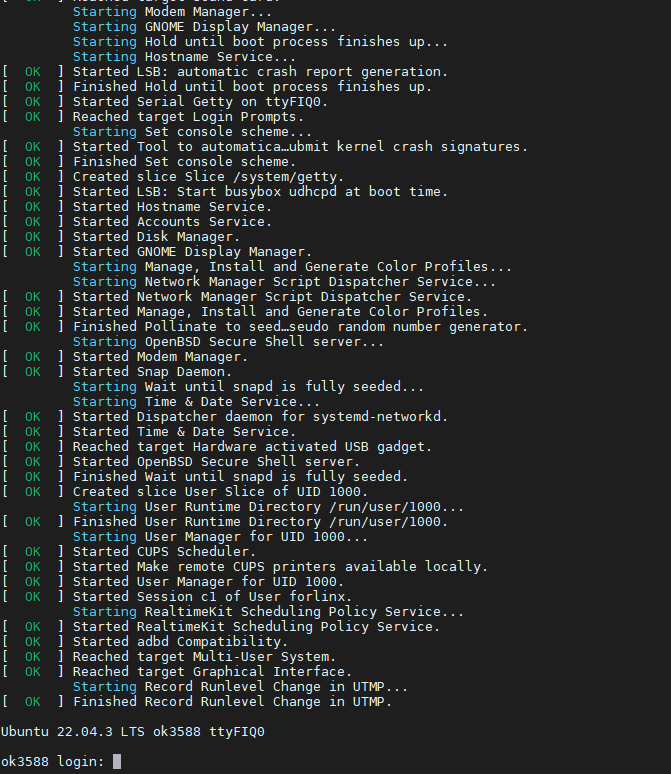 Starting Modem Manager...
         Starting GNOME Display Manager...
         Starting Hold until boot process finishes up...
         Starting Hostname Service...
[  OK  ] Started LSB: automatic crash report generation.
[  OK  ] Finished Hold until boot process finishes up.
[  OK  ] Started Serial Getty on ttyFIQ0.
[  OK  ] Reached target Login Prompts.
         Starting Set console scheme...
[  OK  ] Started Tool to automatica…ubmit kernel crash signatures.
[  OK  ] Finished Set console scheme.
[  OK  ] Created slice Slice /system/getty.
[  OK  ] Started LSB: Start busybox udhcpd at boot time.
[  OK  ] Started Hostname Service.
[  OK  ] Started Accounts Service.
[  OK  ] Started Disk Manager.
[  OK  ] Started GNOME Display Manager.
         Starting Manage, Install and Generate Color Profiles...
         Starting Network Manager Script Dispatcher Service...
[  OK  ] Started Network Manager Script Dispatcher Service.
[  OK  ] Started Manage, Install and Generate Color Profiles.
[  OK  ] Finished Pollinate to seed…seudo random number generator.
         Starting OpenBSD Secure Shell server...
[  OK  ] Started Modem Manager.
[  OK  ] Started Snap Daemon.
         Starting Wait until snapd is fully seeded...
         Starting Time & Date Service...
[  OK  ] Started Dispatcher daemon for systemd-networkd.
[  OK  ] Started Time & Date Service.
[  OK  ] Reached target Hardware activated USB gadget.
[  OK  ] Started OpenBSD Secure Shell server.
[  OK  ] Finished Wait until snapd is fully seeded.
[  OK  ] Created slice User Slice of UID 1000.
         Starting User Runtime Directory /run/user/1000...
[  OK  ] Finished User Runtime Directory /run/user/1000.
         Starting User Manager for UID 1000...
[  OK  ] Started CUPS Scheduler.
[  OK  ] Started Make remote CUPS printers available locally.
[  OK  ] Started User Manager for UID 1000.
[  OK  ] Started Session c1 of User forlinx.
         Starting RealtimeKit Scheduling Policy Service...
[  OK  ] Started RealtimeKit Scheduling Policy Service.
[  OK  ] Started adbd Compatibility.
[  OK  ] Reached target Multi-User System.
[  OK  ] Reached target Graphical Interface.
         Starting Record Runlevel Change in UTMP...
[  OK  ] Finished Record Runlevel Change in UTMP.
Ubuntu 22.04.3 LTS ok3588 ttyFIQ0
ok3588 login: